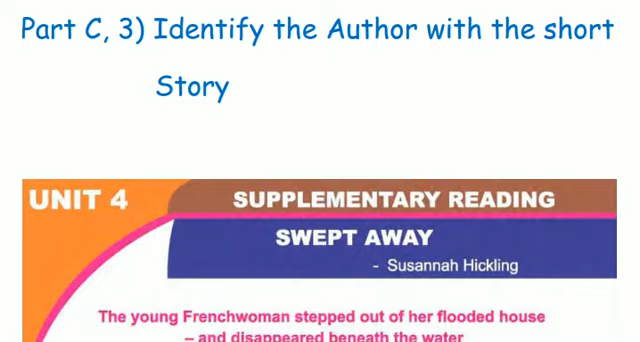 Part C, 3) Identify the Author with the short
Story
UNIT 4
SUPPLEMENTARY READING
SWEPT AWAY
- Susannah Hickling
The young Frenchwoman stepped out of her flooded house
– and disappeared beneath the water